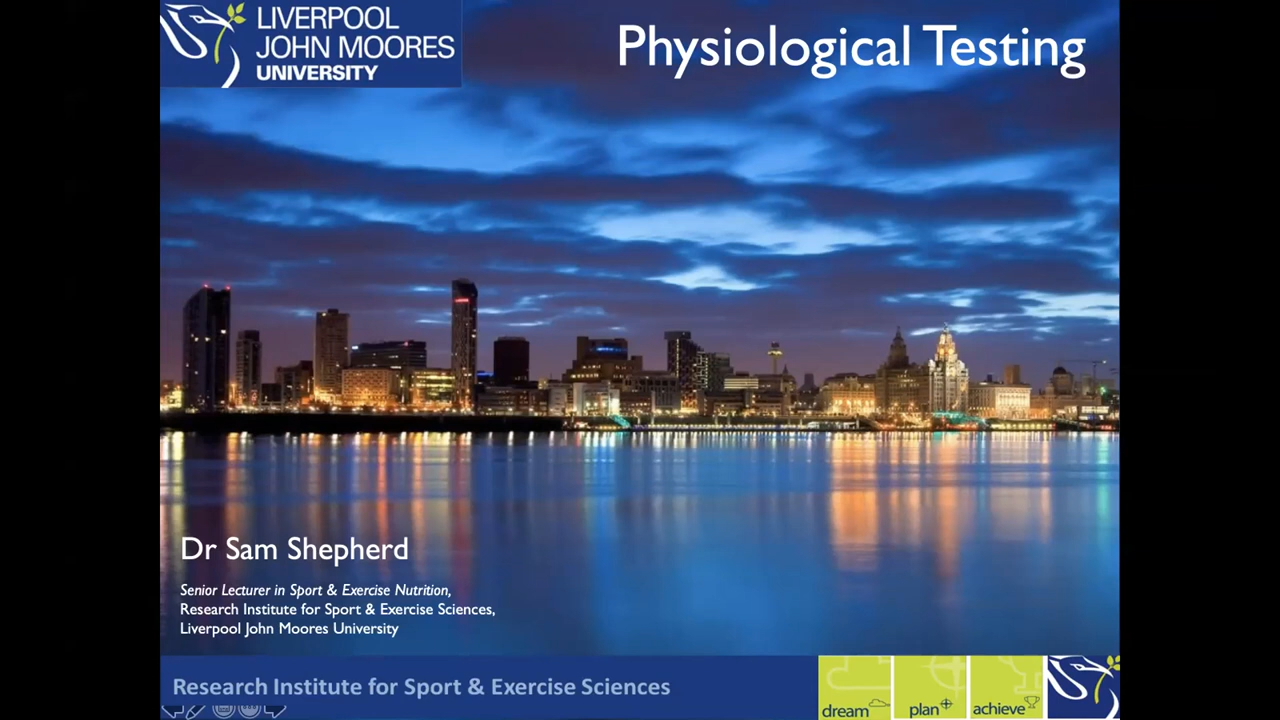 LIVERPOOL
JOHN MOORES
UNIVERSITY
Physiological Testing
Dr Sam Shepherd
Senior Lecturer in Sport & Exercise Nutrition,
Research Institute for Sport & Exercise Sciences,
Liverpool John Moores University
Research Institute for Sport & Exercise Sciences
dream
plan
achieve